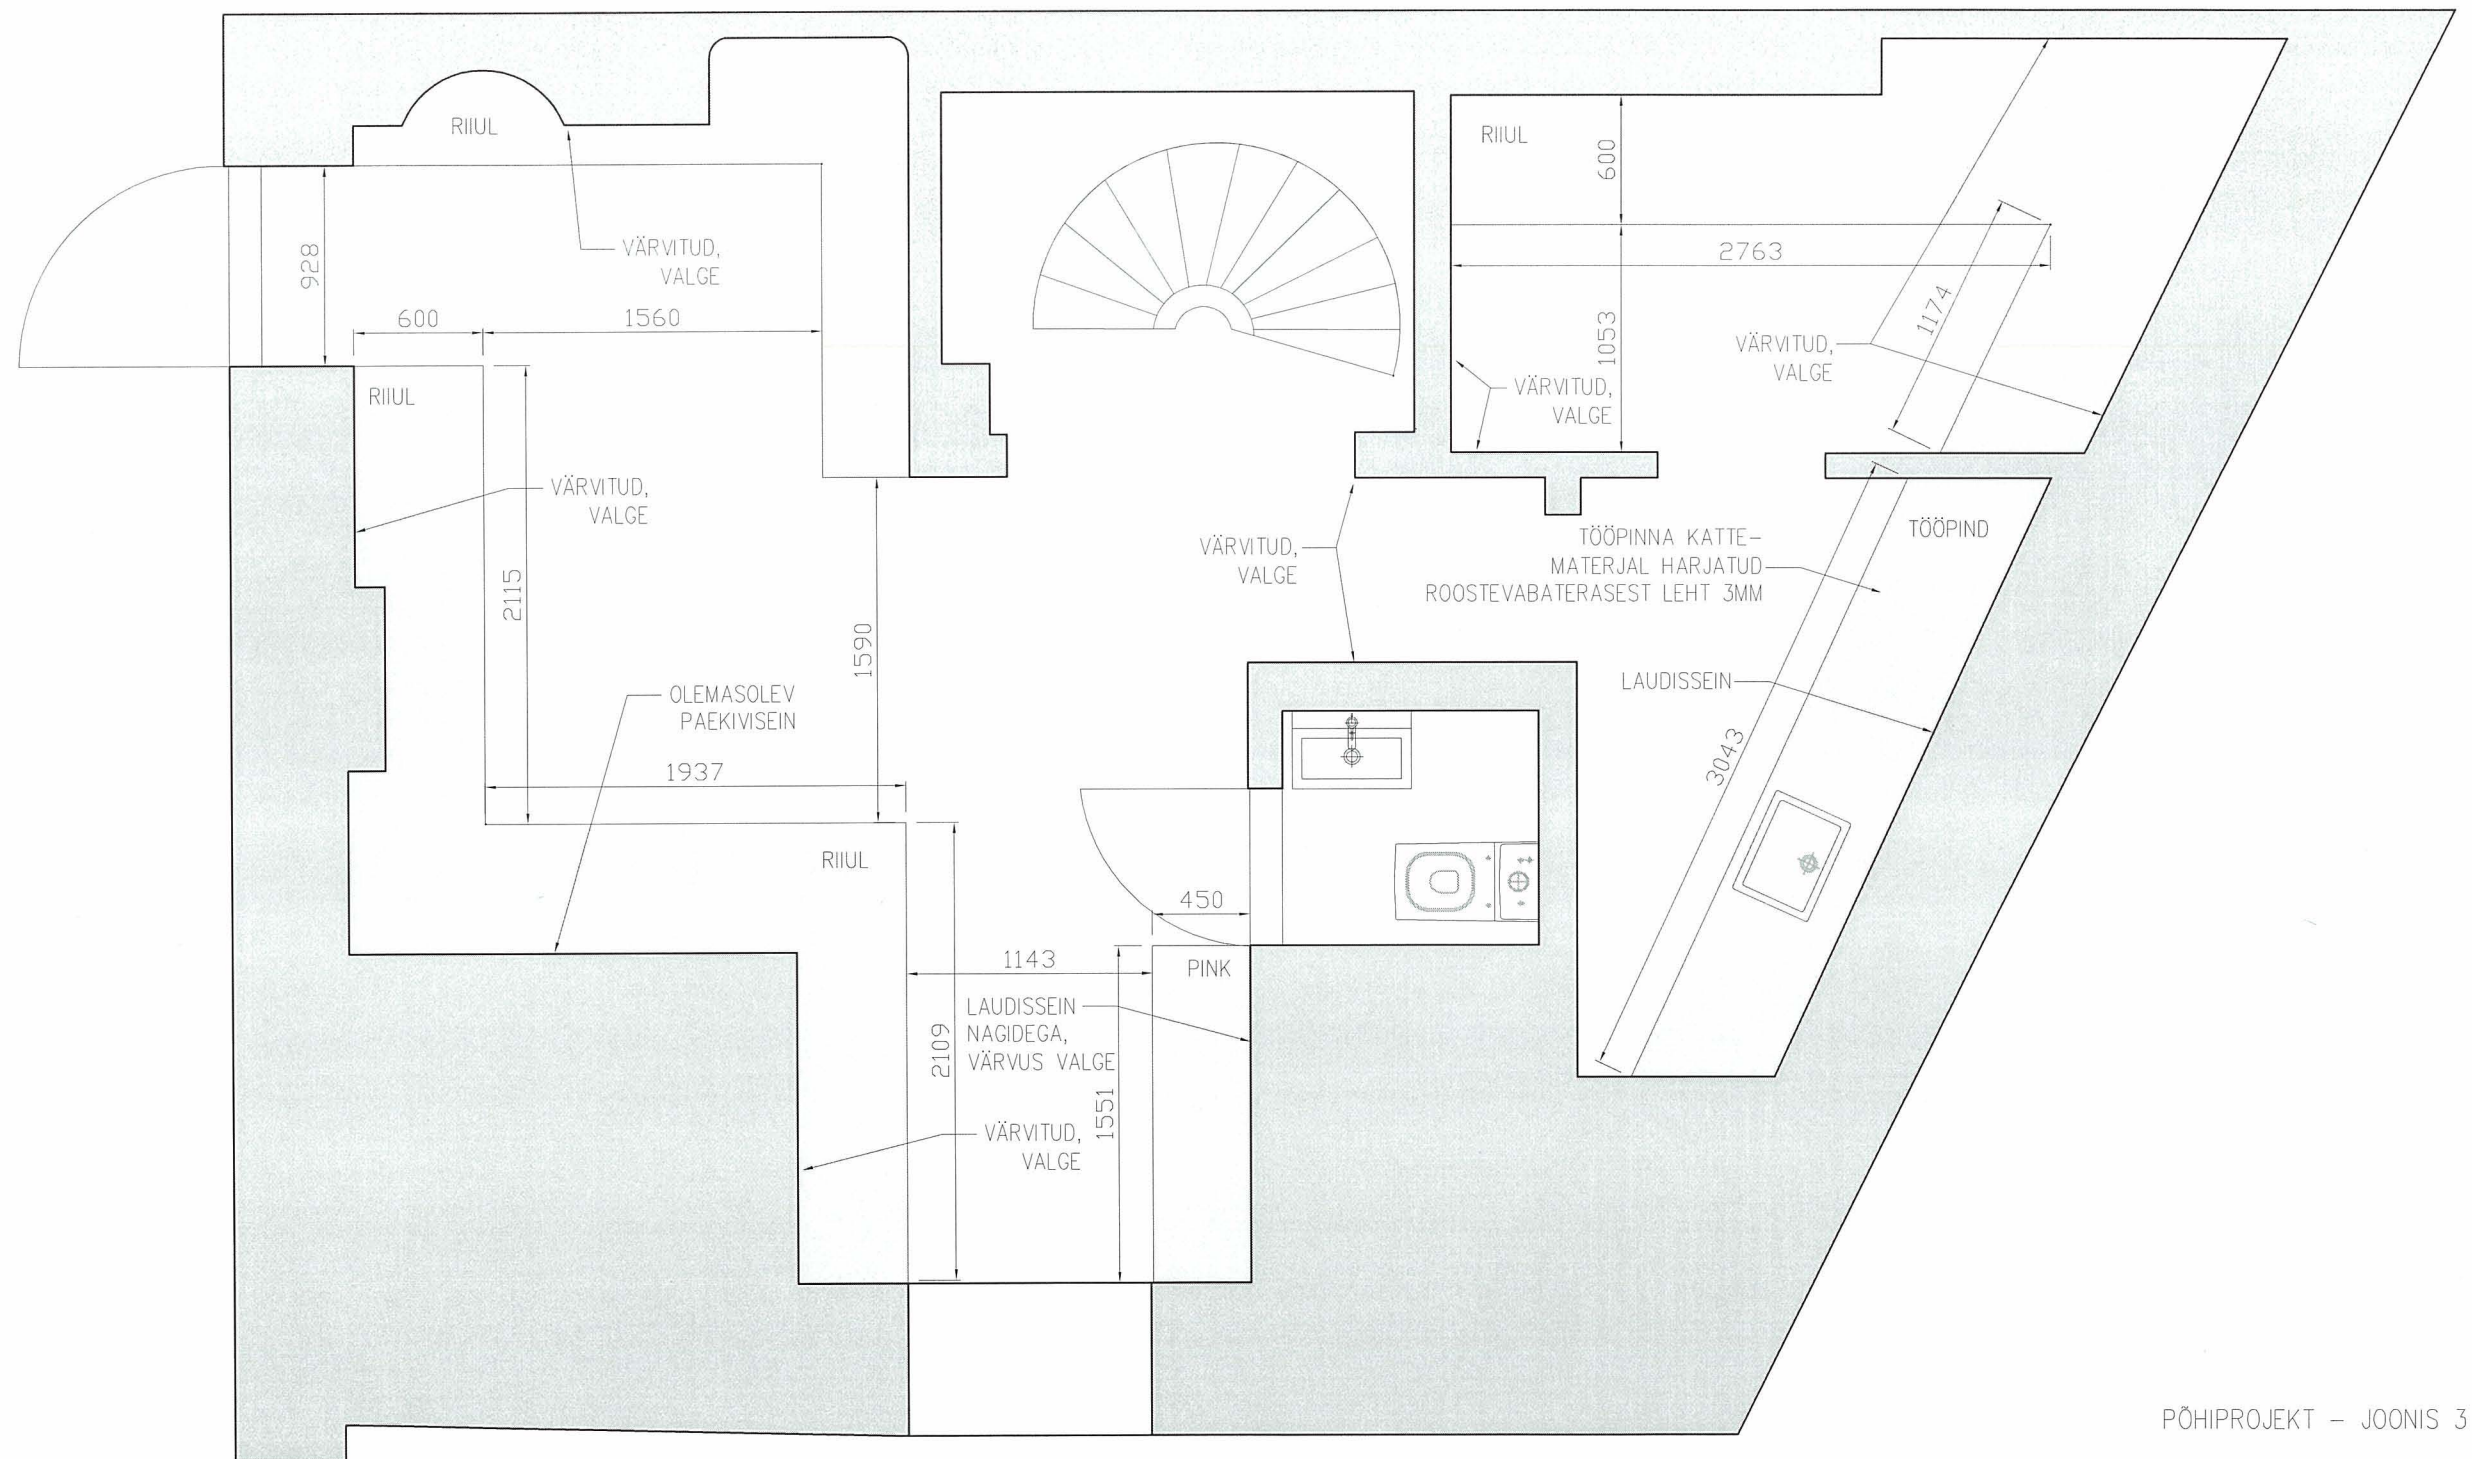 RIIUL
VÄRVITUD,
VALGE
928
600
1560
RIIUL
VÄRVITUD,
VALGE
2115
1590
OLEMASOLEV
PAEKIVISEIN
1937
RIIUL
450
PINK
1143
LAUDISSEIN
NAGIDEGA,
VÄRVUS VALGE
2109
1551
VÄRVITUD,
VALGE
RIIUL
600
2763
1053
1174
VÄRVITUD,
VALGE
VÄRVITUD,
VALGE
VÄRVITUD,
VALGE
TÖÖPIND
TÖÖPINNA KATTE-
MATERJAL HARJATUD
ROOSTEVABATERASEST LEHT 3MM
LAUDISSEIN
3043
PÕHIPROJEKT - JOONIS 3